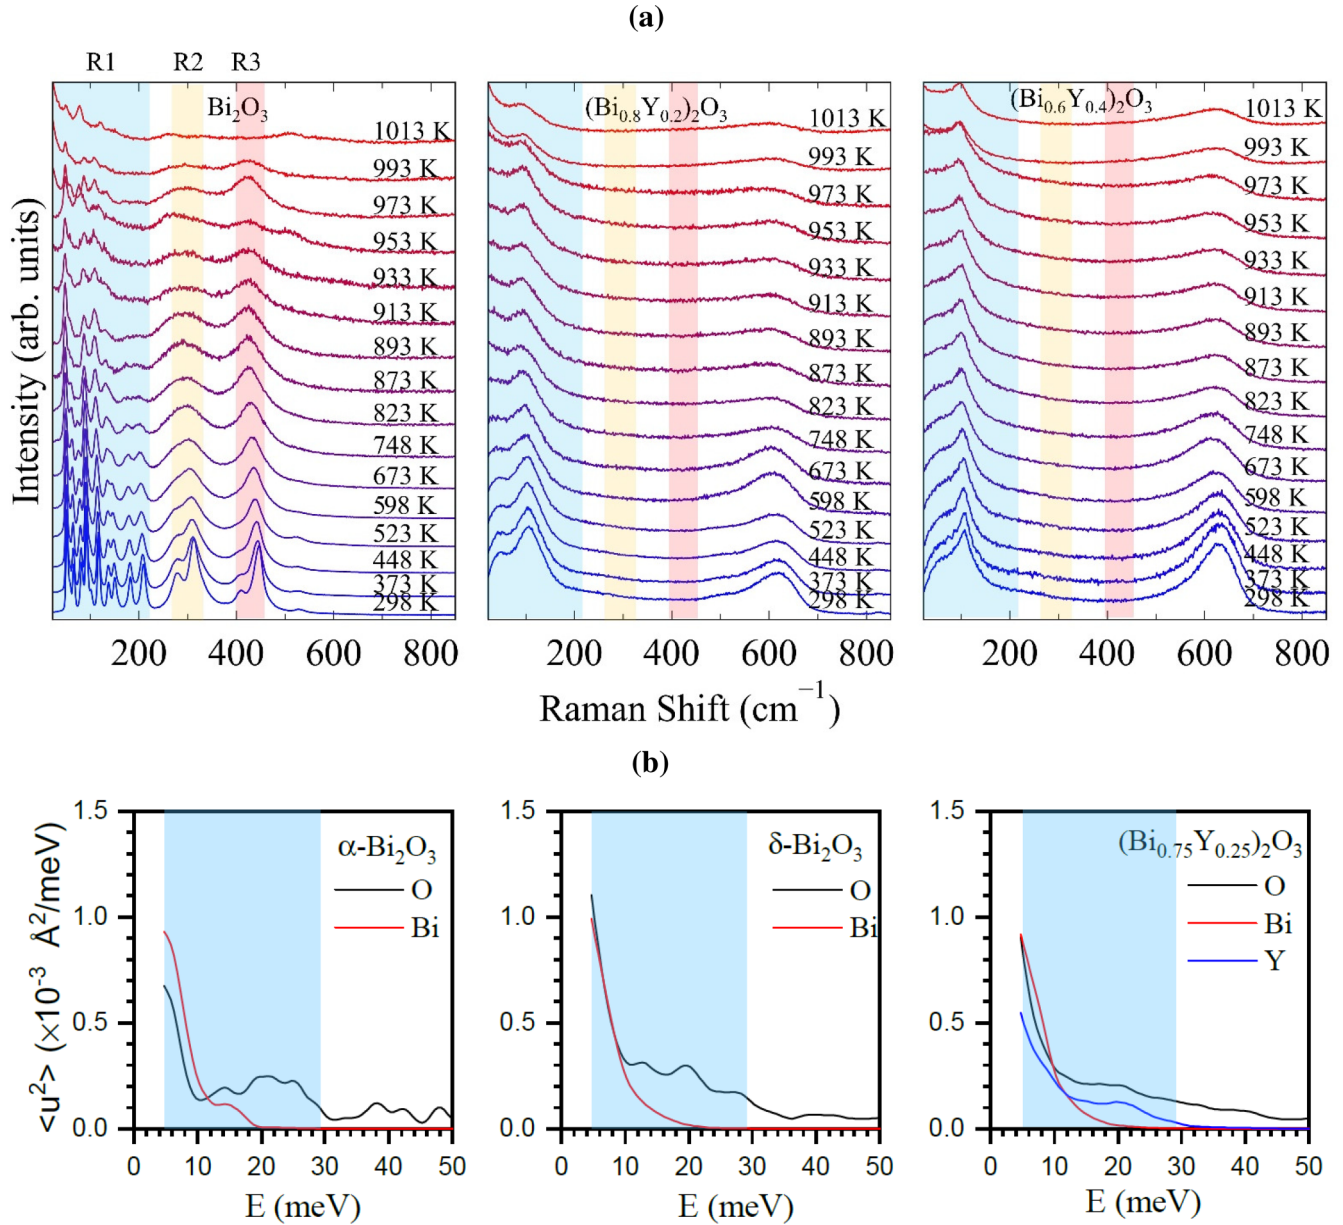 (a)
R1 R2 R3
Intensity (arb. units)
Bi₂O₃
1013 K
993 K
973 K
953 K
933 K
913 K
893 K
873 K
823 K
748 K
673 K
598 K
523 K
448 K
373 K
298 K
200 400 600 800
(Bi₀.₈Y₀.₂)₂O₃
1013 K
993 K
973 K
953 K
933 K
913 K
893 K
873 K
823 K
748 K
673 K
598 K
523 K
448 K
373 K
298 K
200 400 600 800
(Bi₀.₆Y₀.₄)₂O₃
1013 K
993 K
973 K
953 K
933 K
913 K
893 K
873 K
823 K
748 K
673 K
598 K
523 K
448 K
373 K
298 K
200 400 600 800
Raman Shift (cm⁻¹)
(b)
<u²> (×10⁻³ Å²/meV)
1.5
1.0
0.5
0.0
α-Bi₂O₃
O
Bi
0 10 20 30 40 50
E (meV)
1.5
1.0
0.5
0.0
δ-Bi₂O₃
O
Bi
0 10 20 30 40 50
E (meV)
1.5
1.0
0.5
0.0
(Bi₀.₇₅Y₀.₂₅)₂O₃
O
Bi
Y
0 10 20 30 40 50
E (meV)